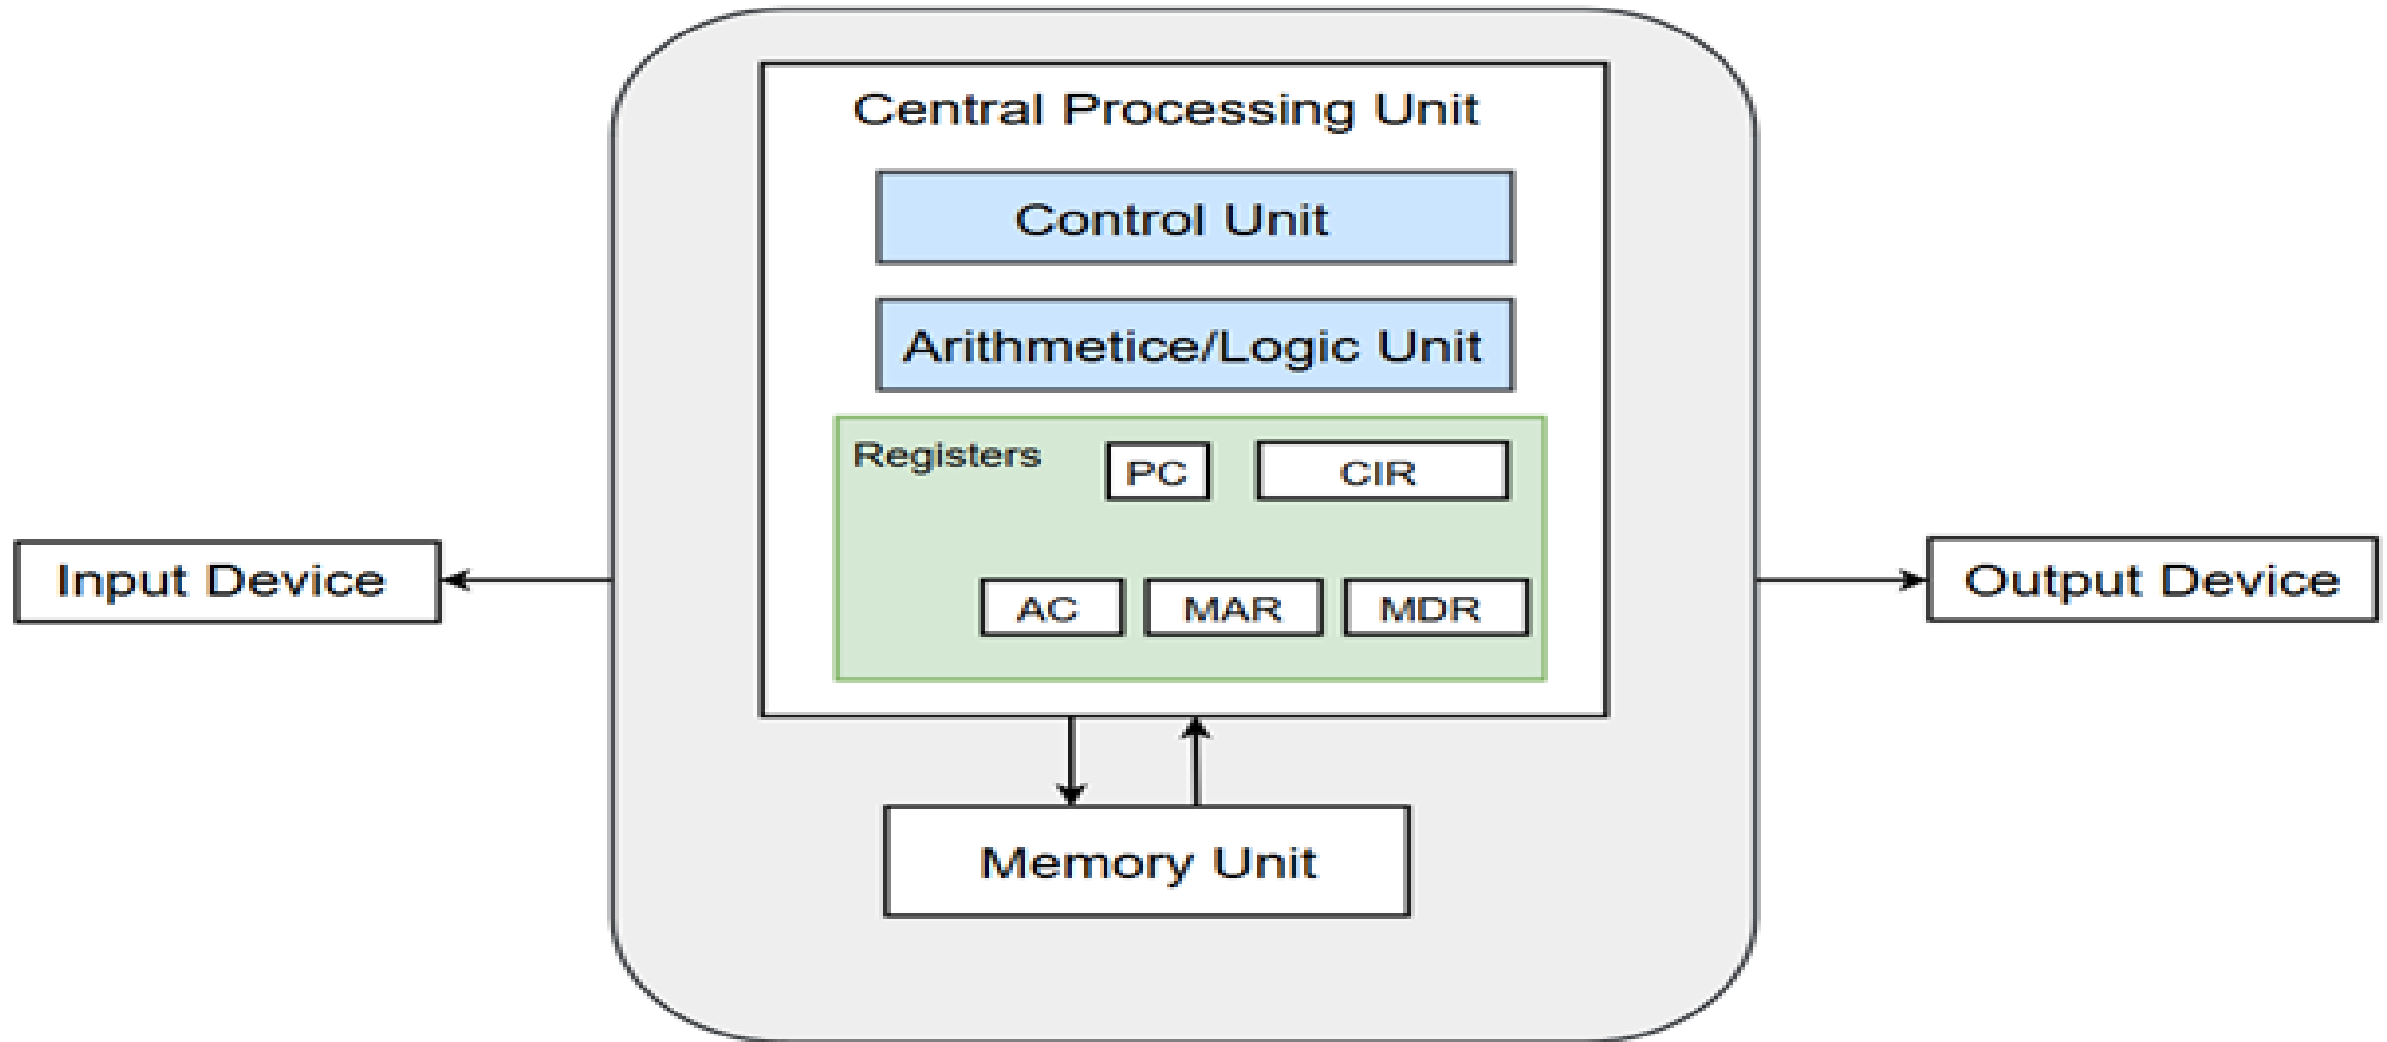 Central Processing Unit
Control Unit
Arithmetice/Logic Unit
Registers
PC
CIR
AC
MAR
MDR
Input Device
Output Device
Memory Unit